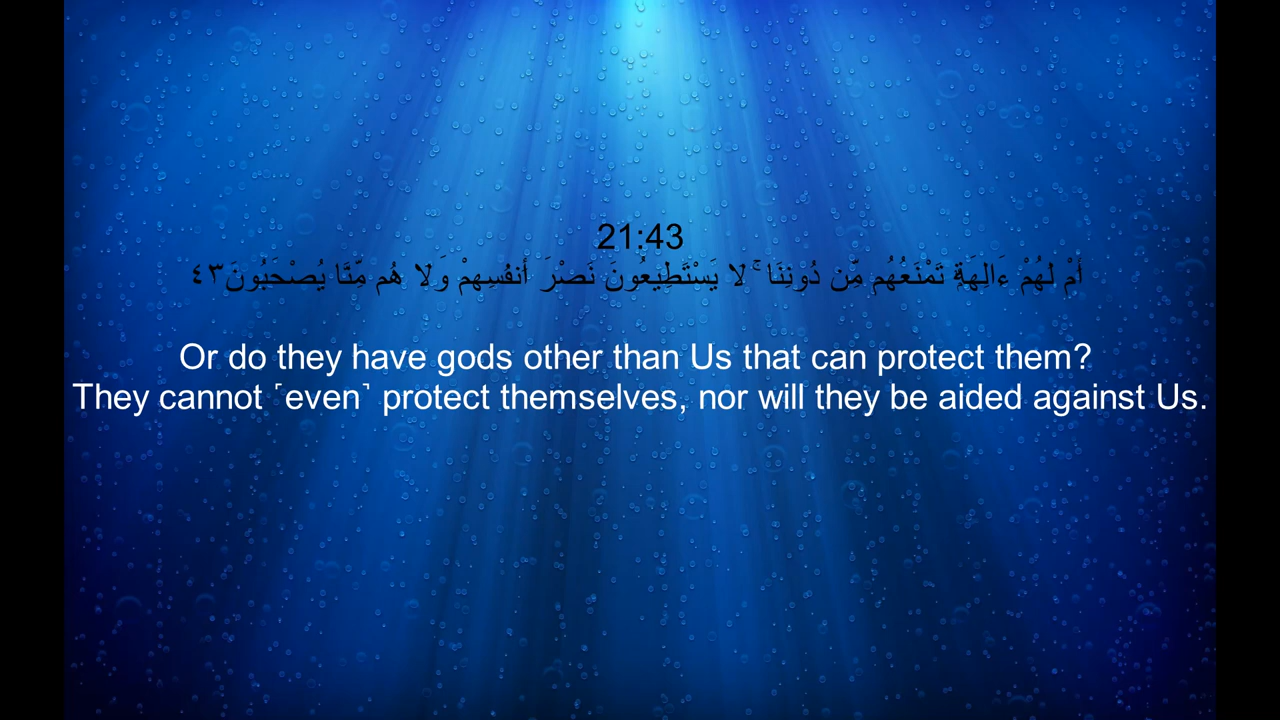 21:43
أَمْ لَهُمْ ءَالِهَةٌ تَمْنَعُهُم مِّن دُونِنَا ۚ لَا يَسْتَطِيعُونَ نَصْرَ أَنفُسِهِمْ وَلَا هُم مِّنَّا يُصْحَبُونَ ٤٣
Or do they have gods other than Us that can protect them?
They cannot ˹even˺ protect themselves, nor will they be aided against Us.